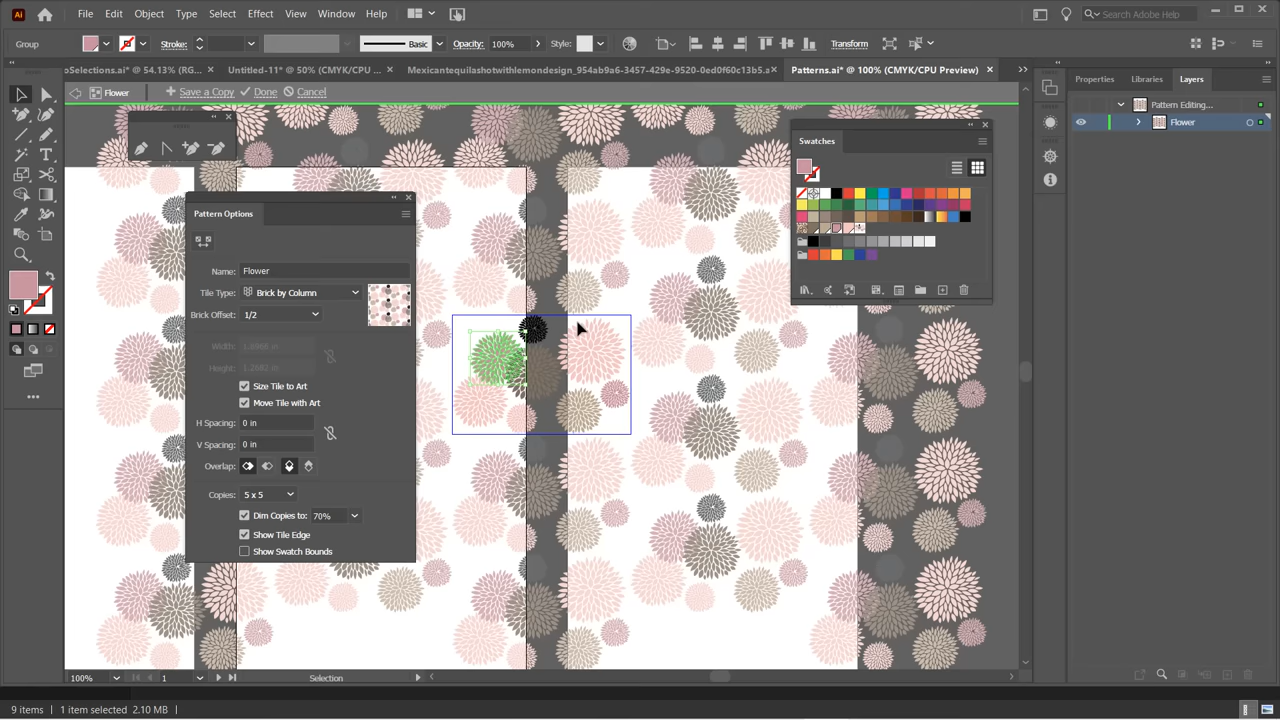 Ai File Edit Object Type Select Effect View Window Help Search Adobe Help
Group Stroke: Basic Opacity: 100% Style: Transform
oSelections.ai* @ 54.13% (RG... × Untitled-11* @ 50% (CMYK/CPU ... × Mexicantequilashotwithlemondesign_954ab9a6-3457-429e-9520-0ed0f60c13b5.ai* × Patterns.ai* @ 100% (CMYK/CPU Preview) ×
Properties Libraries Layers
Flower + Save a Copy Done Cancel
Pattern Editing...
Flower
Swatches
Pattern Options
Name: Flower
Tile Type: Brick by Column
Brick Offset: 1/2
Width:
Height:
Size Tile to Art
Move Tile with Art
H Spacing: 0 in
V Spacing: 0 in
Overlap:
Copies: 5 x 5
Dim Copies to: 70%
Show Tile Edge
Show Swatch Bounds
100% 1 Selection
9 items 1 item selected 2.10 MB